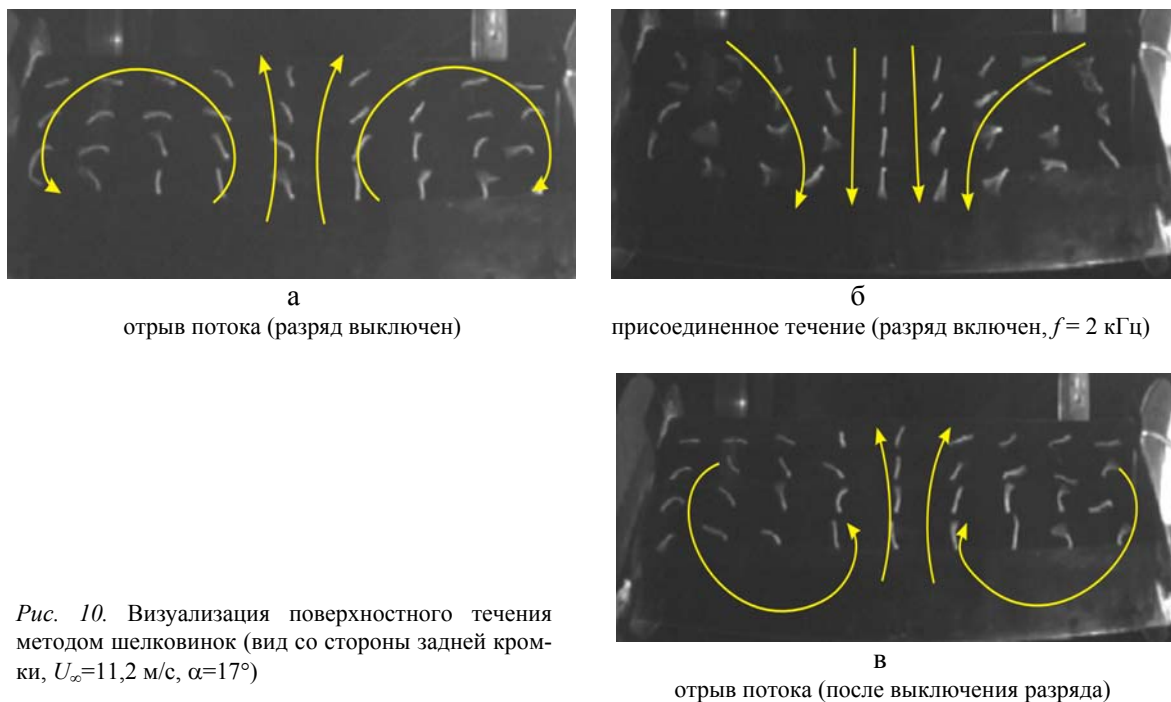 а
отрыв потока (разряд выключен)
б
присоединенное течение (разряд включен, f = 2 кГц)
Рис. 10. Визуализация поверхностного течения
методом шелковинок (вид со стороны задней кром-
ки, U∞=11,2 м/с, α=17°)
в
отрыв потока (после выключения разряда)